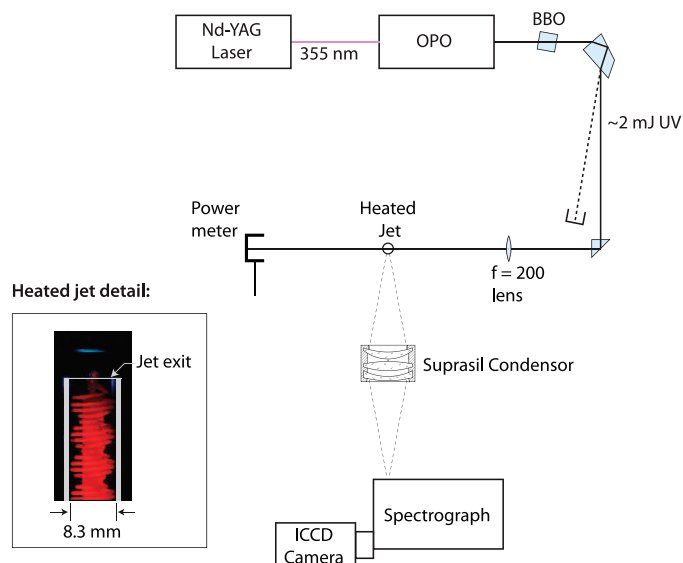 Nd-YAG
Laser
355 nm
OPO
BBO
~2 mJ UV
Power
meter
Heated
Jet
f = 200
lens
Heated jet detail:
Jet exit
8.3 mm
Suprasil Condensor
Spectrograph
ICCD
Camera